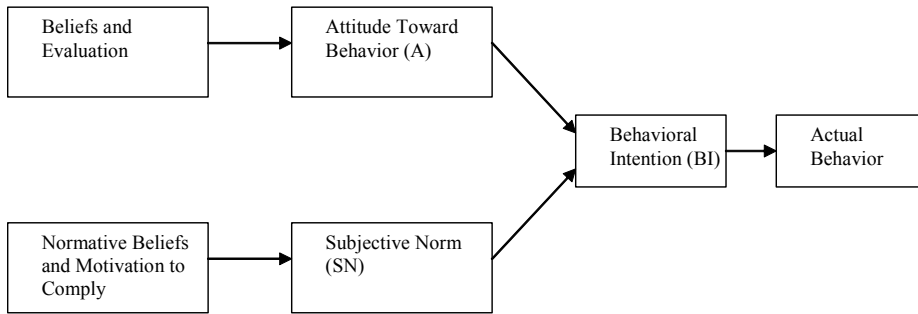 Beliefs and
Evaluation
Attitude Toward
Behavior (A)
Behavioral
Intention (BI)
Actual
Behavior
Normative Beliefs
and Motivation to
Comply
Subjective Norm
(SN)